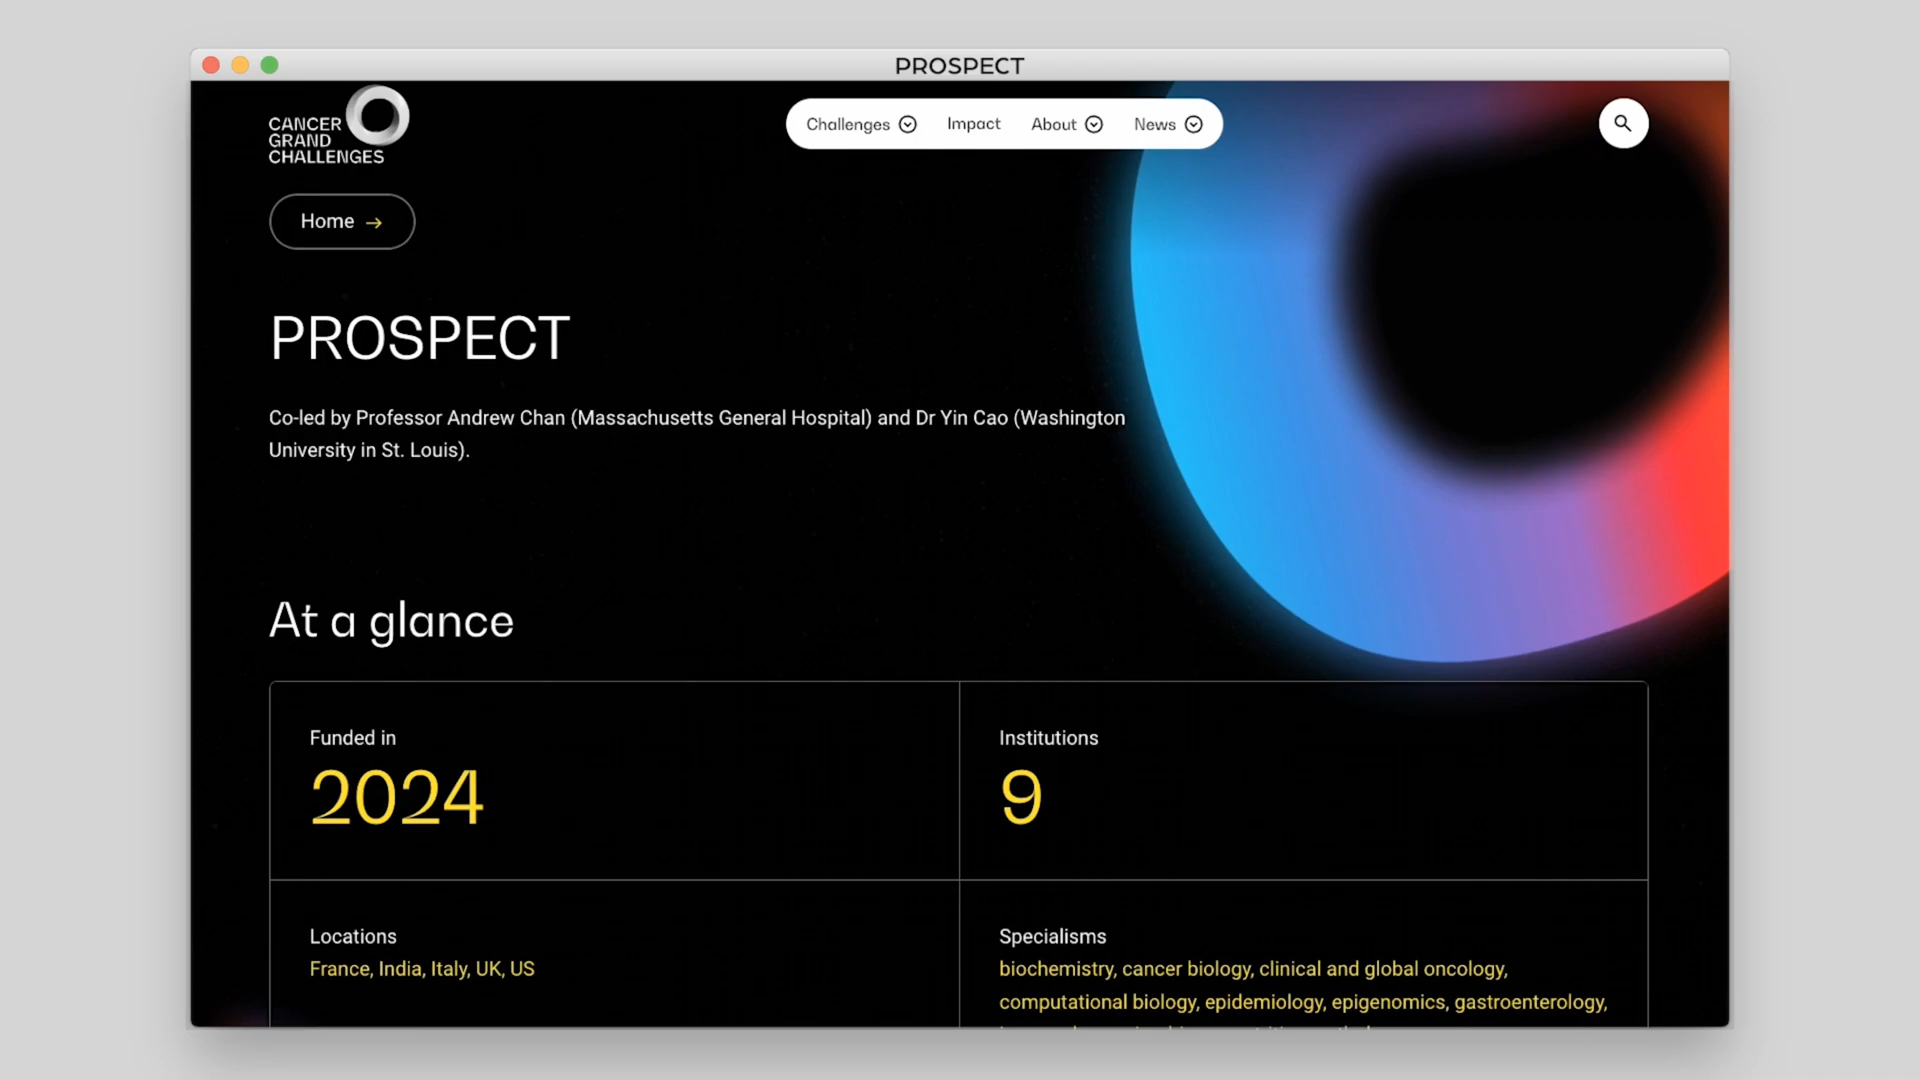 PROSPECT
CANCER
GRAND
CHALLENGES
Challenges
Impact
About
News
Home →
PROSPECT
Co-led by Professor Andrew Chan (Massachusetts General Hospital) and Dr Yin Cao (Washington
University in St. Louis).
At a glance
Funded in
2024
Institutions
9
Locations
France, India, Italy, UK, US
Specialisms
biochemistry, cancer biology, clinical and global oncology,
computational biology, epidemiology, epigenomics, gastroenterology,